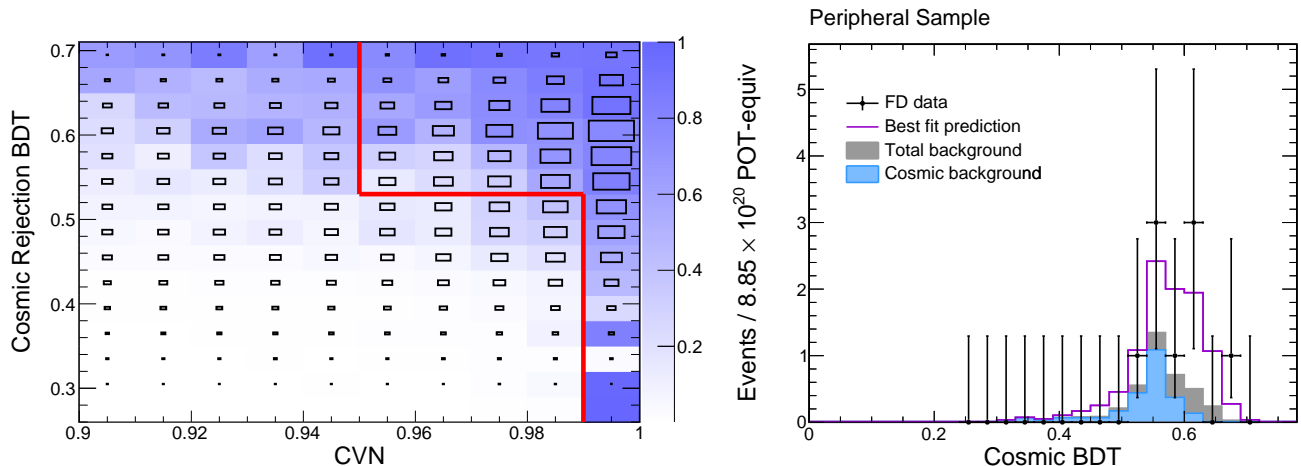 0.7
0.6
0.5
0.4
0.3
Cosmic Rejection BDT
0.9
0.92
0.94
0.96
0.98
1
CVN
1
0.8
0.6
0.4
0.2
Peripheral Sample
Events / 8.85 × 10²⁰ POT-equiv
5
4
3
2
1
0
FD data
Best fit prediction
Total background
Cosmic background
0
0.2
0.4
0.6
Cosmic BDT